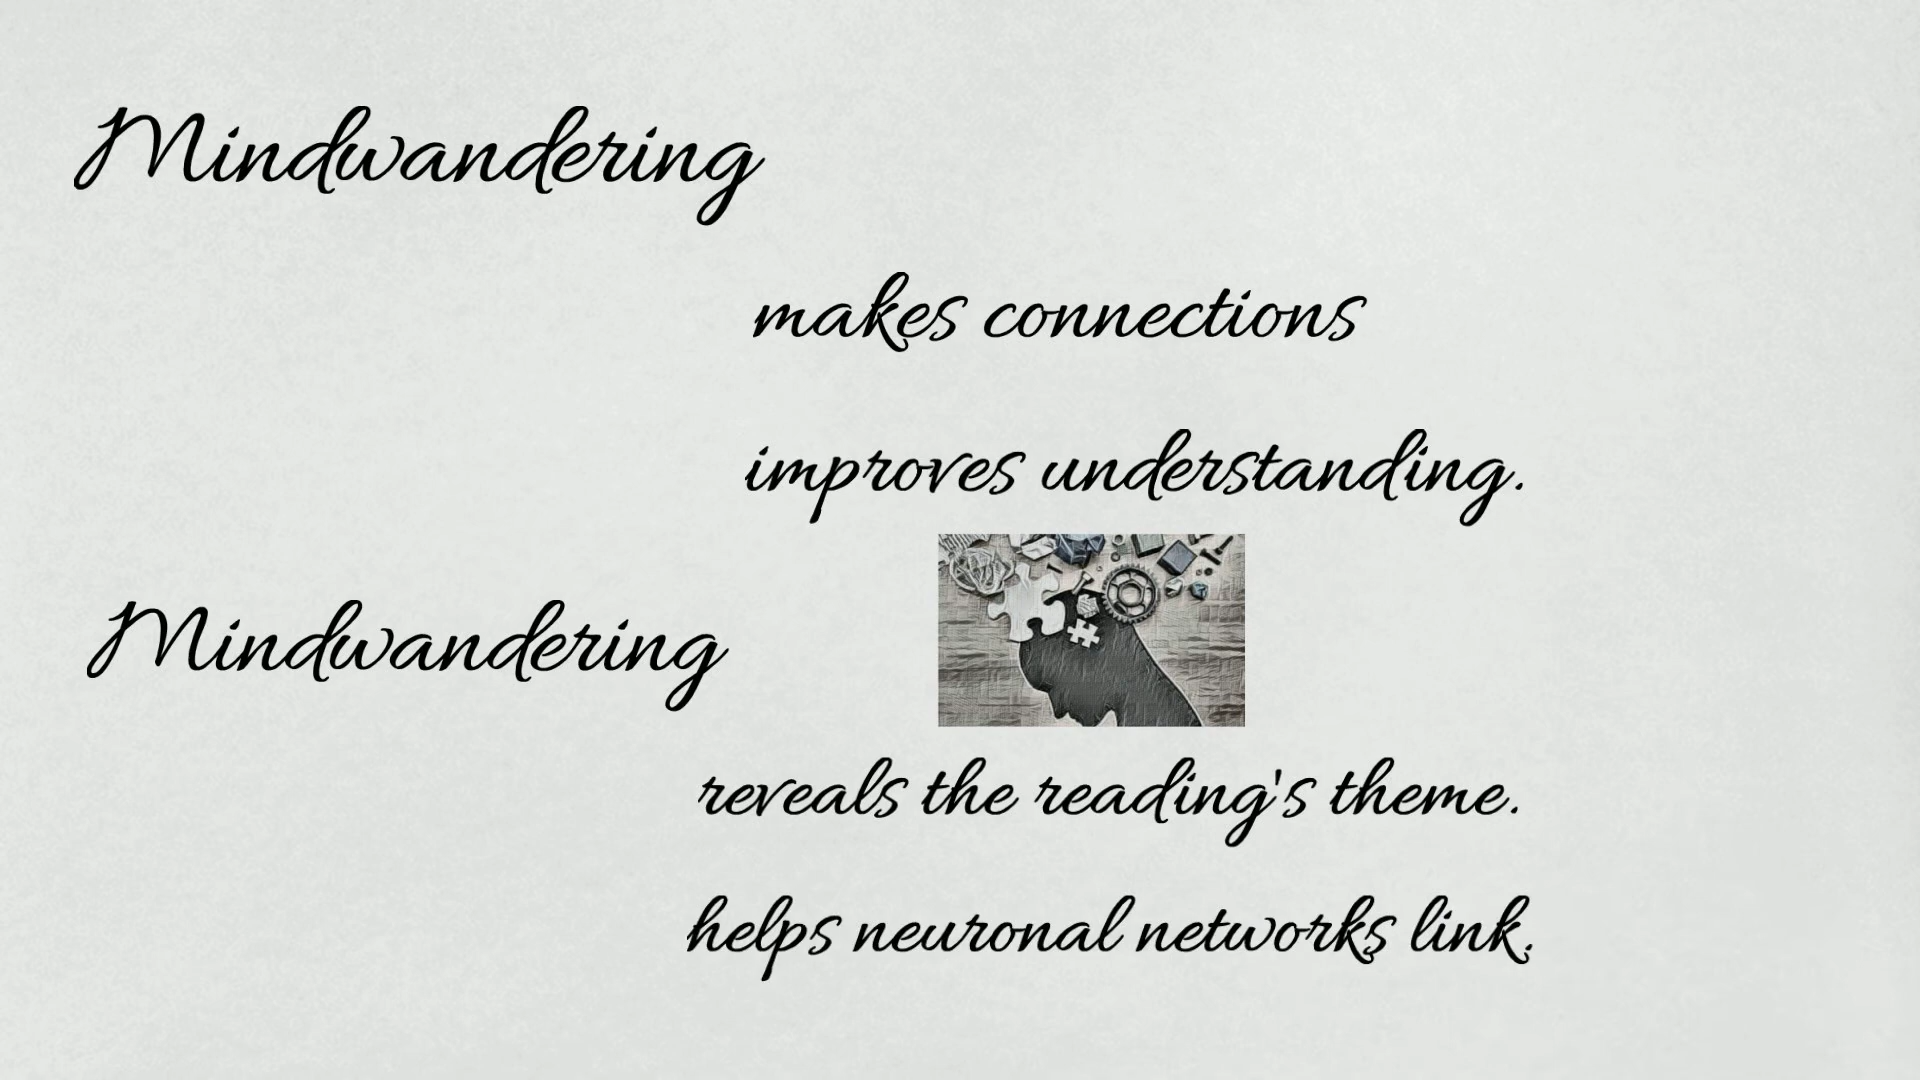 Mindwandering
makes connections
improves understanding.
Mindwandering
reveals the reading's theme.
helps neuronal networks link.